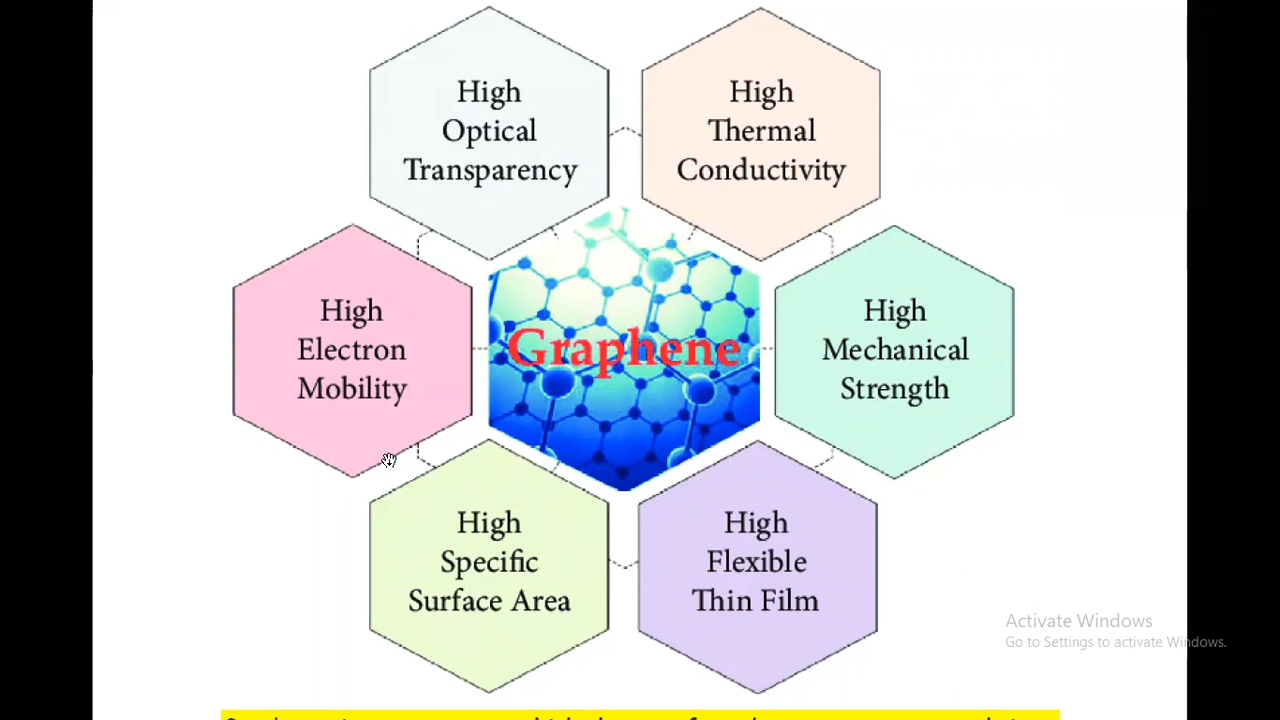 High
Optical
Transparency
High
Thermal
Conductivity
High
Electron
Mobility
Graphene
High
Mechanical
Strength
High
Specific
Surface Area
High
Flexible
Thin Film
Activate Windows
Go to Settings to activate Windows.